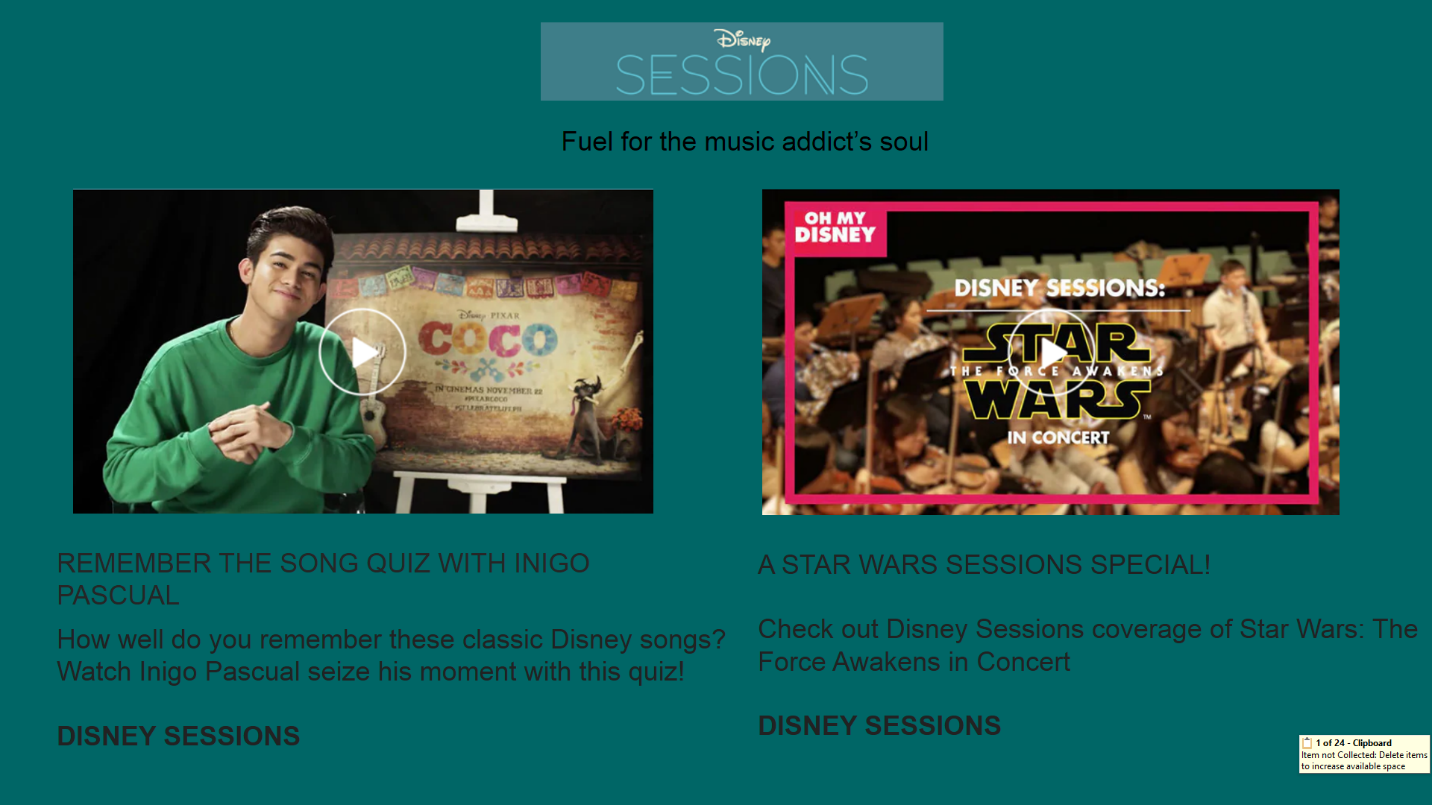 Disney
SESSIONS
Fuel for the music addict’s soul
Disney PIXAR
COCO
IN CINEMAS NOVEMBER 22
#PIXARCOCO
#CELEBRATELIFEPH
OH MY
DISNEY
DISNEY SESSIONS:
STAR
THE FORCE AWAKENS
WARS
TM
IN CONCERT
REMEMBER THE SONG QUIZ WITH INIGO
PASCUAL
How well do you remember these classic Disney songs?
Watch Inigo Pascual seize his moment with this quiz!
DISNEY SESSIONS
A STAR WARS SESSIONS SPECIAL!
Check out Disney Sessions coverage of Star Wars: The
Force Awakens in Concert
DISNEY SESSIONS
1 of 24 - Clipboard
Item not Collected: Delete items
to increase available space